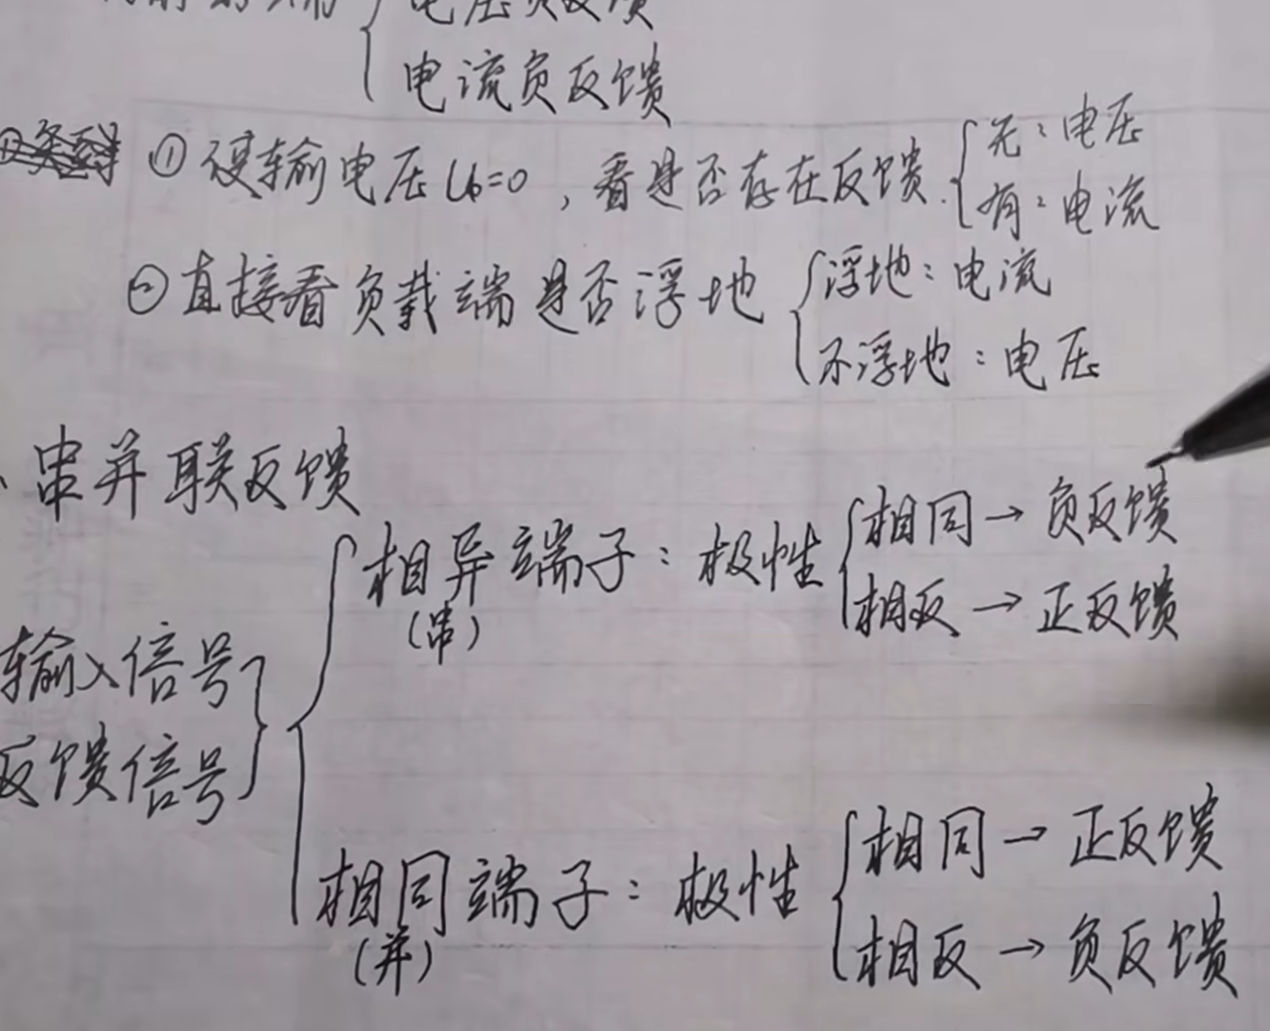 电压负反馈
电流负反馈
① 设输电压U₀=0，看是否存在反馈.
无：电压
有：电流
② 直接看负载端是否浮地
浮地：电流
不浮地：电压
、串并联反馈
相异端子：极性
(串)
相同→负反馈
相反→正反馈
输入信号
反馈信号
相同端子：极性
(并)
相同→正反馈
相反→负反馈